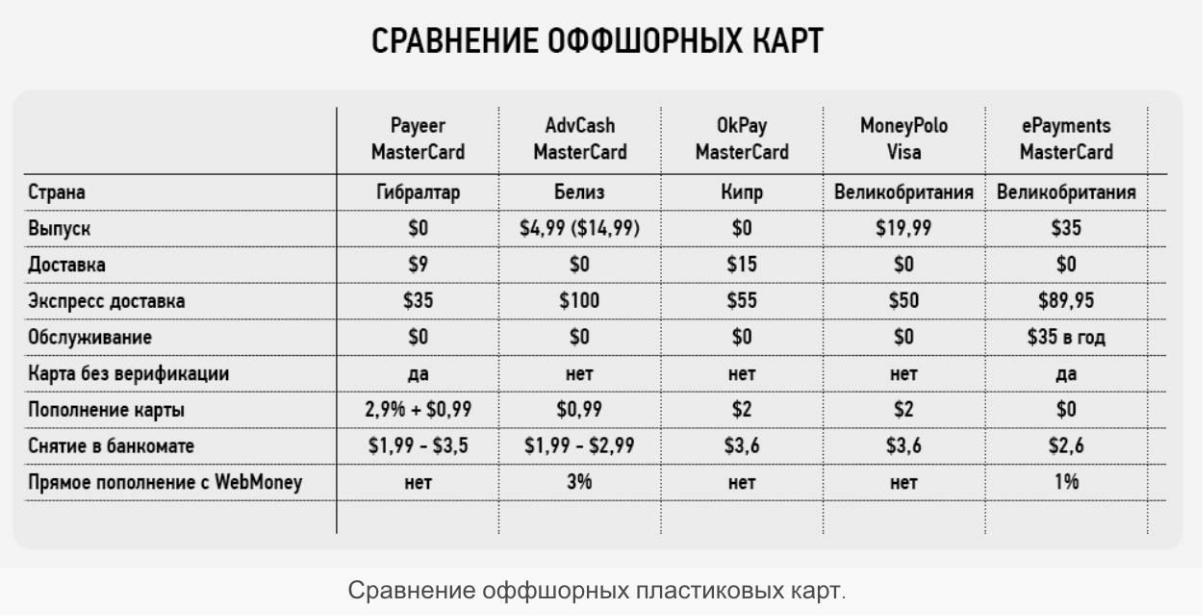 СРАВНЕНИЕ ОФФШОРНЫХ КАРТ
Payeer MasterCard AdvCash MasterCard OkPay MasterCard MoneyPolo Visa ePayments MasterCard
Страна Гибралтар Белиз Кипр Великобритания Великобритания
Выпуск $0 $4,99 ($14,99) $0 $19,99 $35
Доставка $9 $0 $15 $0 $0
Экспресс доставка $35 $100 $55 $50 $89,95
Обслуживание $0 $0 $0 $0 $35 в год
Карта без верификации да нет нет нет да
Пополнение карты 2,9% + $0,99 $0,99 $2 $2 $0
Снятие в банкомате $1,99 - $3,5 $1,99 - $2,99 $3,6 $3,6 $2,6
Прямое пополнение с WebMoney нет 3% нет нет 1%
Сравнение оффшорных пластиковых карт.